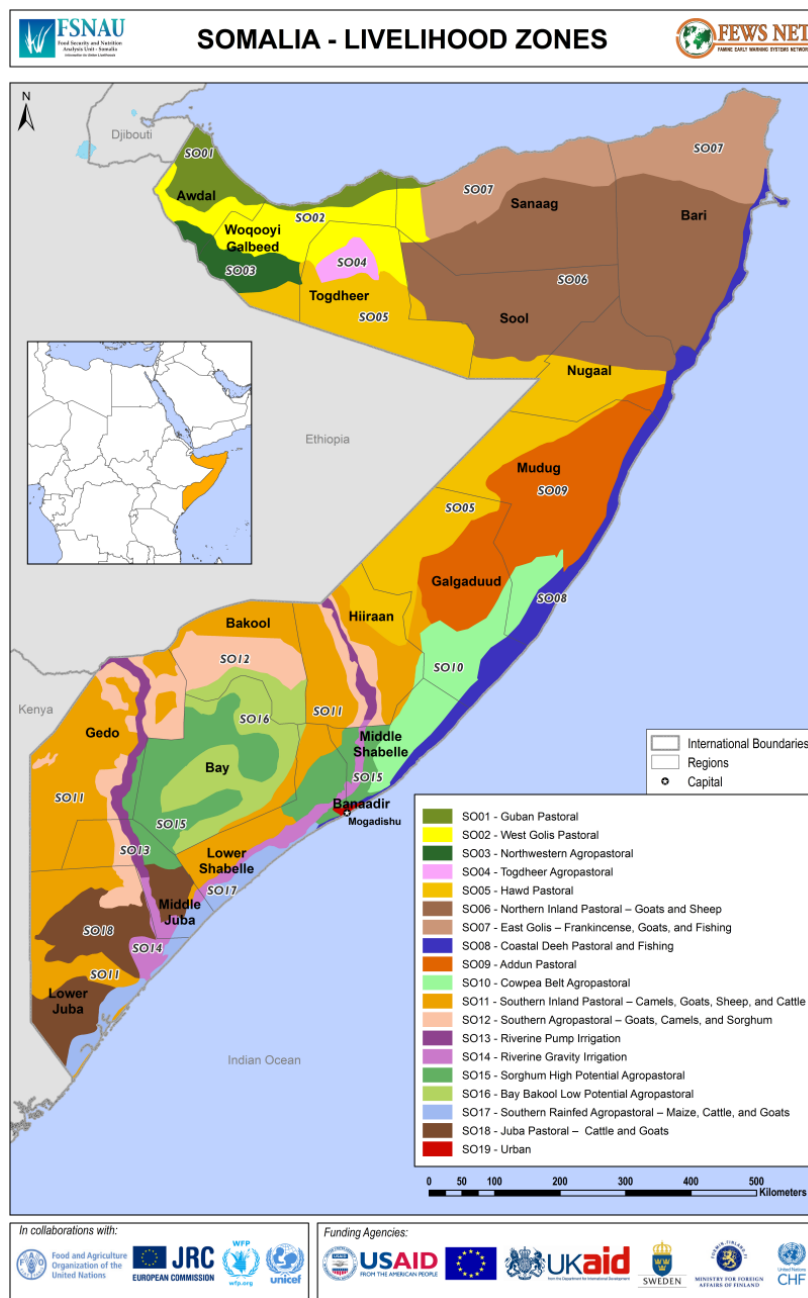 FSNAU
Food Security and Nutrition
Analysis Unit - Somalia
SOMALIA - LIVELIHOOD ZONES
FEWS NET
FAMINE EARLY WARNING SYSTEMS NETWORK
N
Djibouti
SO01
SO07
SO07
Awdal
Sanaag
SO02
Bari
Woqooyi
Galbeed
SO04
SO03
SO06
Togdheer
SO05
Sool
Nugaal
Ethiopia
Mudug
SO09
SO05
Galgaduud
SO08
Hiiraan
Bakool
SO12
SO10
Kenya
SO16
SO11
Gedo
Middle
Shabelle
Bay
SO15
SO11
Banaadir
Mogadishu
SO15
SO13
Lower
Shabelle
SO17
Middle
Juba
SO18
SO14
SO11
Lower
Juba
Indian Ocean
International Boundaries
Regions
Capital
SO01 - Guban Pastoral
SO02 - West Golis Pastoral
SO03 - Northwestern Agropastoral
SO04 - Togdheer Agropastoral
SO05 - Hawd Pastoral
SO06 - Northern Inland Pastoral – Goats and Sheep
SO07 - East Golis – Frankincense, Goats, and Fishing
SO08 - Coastal Deeh Pastoral and Fishing
SO09 - Addun Pastoral
SO10 - Cowpea Belt Agropastoral
SO11 - Southern Inland Pastoral – Camels, Goats, Sheep, and Cattle
SO12 - Southern Agropastoral – Goats, Camels, and Sorghum
SO13 - Riverine Pump Irrigation
SO14 - Riverine Gravity Irrigation
SO15 - Sorghum High Potential Agropastoral
SO16 - Bay Bakool Low Potential Agropastoral
SO17 - Southern Rainfed Agropastoral – Maize, Cattle, and Goats
SO18 - Juba Pastoral – Cattle and Goats
SO19 - Urban
0 50 100 200 300 400 500
Kilometers
In collaborations with:
Food and Agriculture
Organization of the
United Nations
JRC
EUROPEAN COMMISSION
WFP
wfp.org
unicef
Funding Agencies:
USAID
FROM THE AMERICAN PEOPLE
UKaid
from the Department for International Development
SWEDEN
MINISTRY FOR FOREIGN
AFFAIRS OF FINLAND
United Nations
CHF